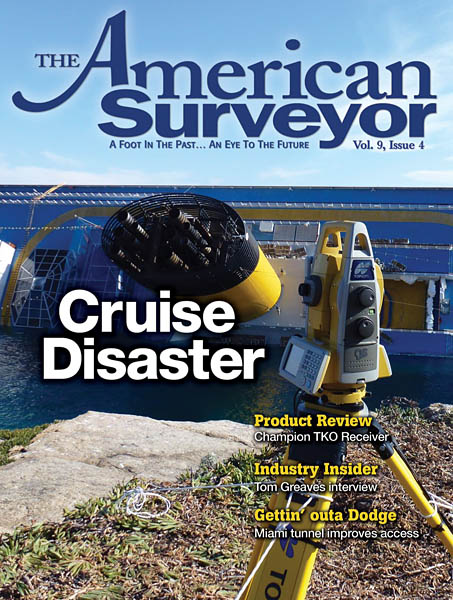 THE American
Surveyor
A FOOT IN THE PAST... AN EYE TO THE FUTURE
Vol. 9, Issue 4
Cruise
Disaster
Product Review
Champion TKO Receiver
Industry Insider
Tom Greaves interview
Gettin' outa Dodge
Miami tunnel improves access
TO